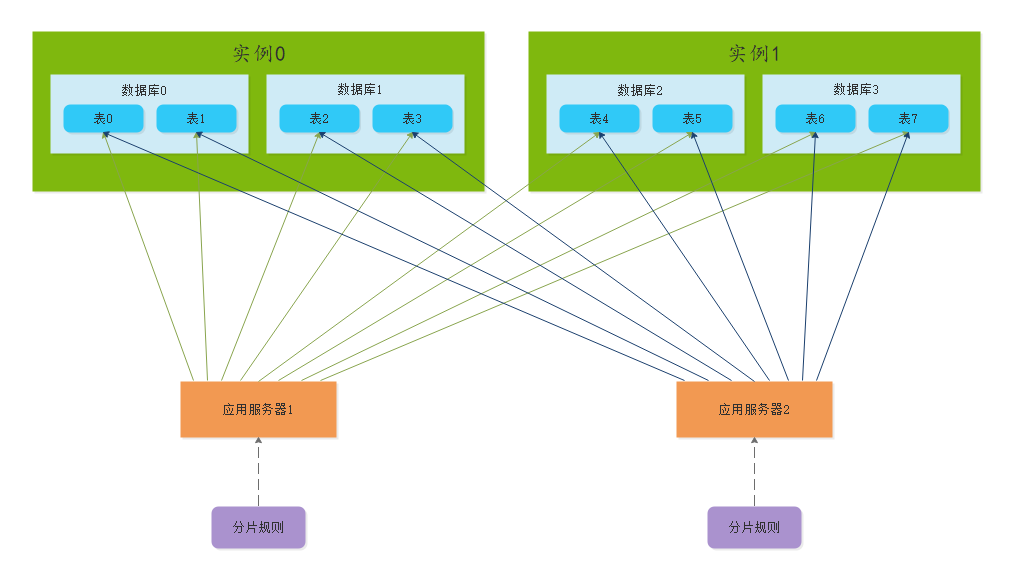 实例0
实例1
数据库0
数据库1
数据库2
数据库3
表0
表1
表2
表3
表4
表5
表6
表7
应用服务器1
应用服务器2
分片规则
分片规则